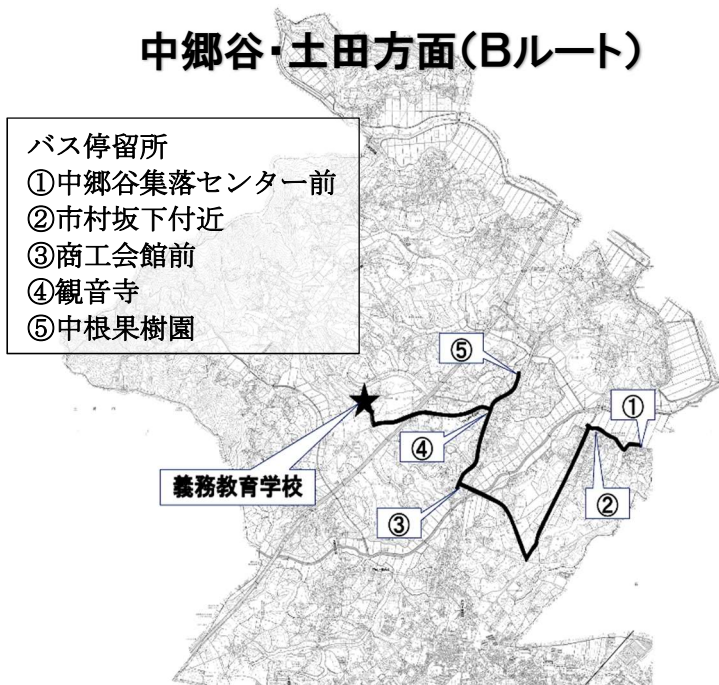 中郷谷・土田方面(Bルート)
バス停留所
①中郷谷集落センター前
②市村坂下付近
③商工会館前
④観音寺
⑤中根果樹園
⑤
①
④
義務教育学校
②
③